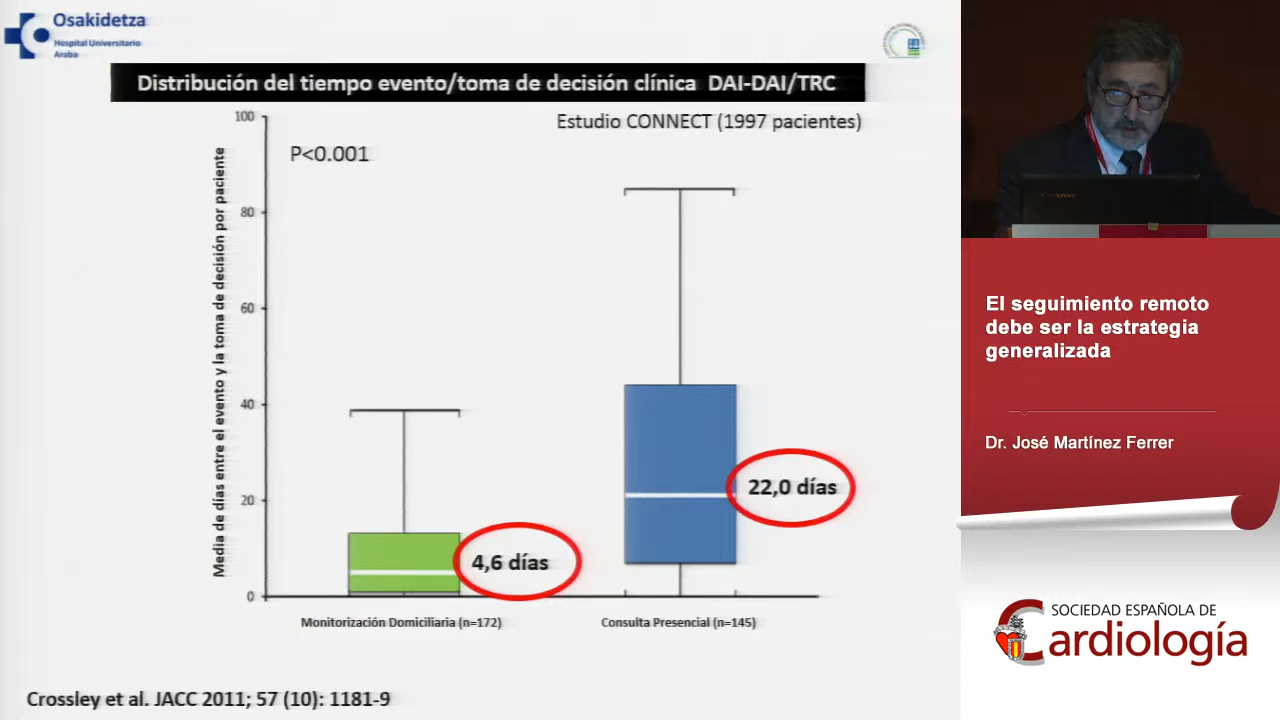 Osakidetza
Hospital Universitario
Araba
Distribución del tiempo evento/toma de decisión clínica DAI-DAI/TRC
Estudio CONNECT (1997 pacientes)
P<0.001
Media de días entre el evento y la toma de decisión por paciente
100
80
60
40
20
0
4,6 días
22,0 días
Monitorización Domiciliaria (n=172)
Consulta Presencial (n=145)
Crossley et al. JACC 2011; 57 (10): 1181-9
El seguimiento remoto
debe ser la estrategia
generalizada
Dr. José Martínez Ferrer
SOCIEDAD ESPAÑOLA DE
Cardiología